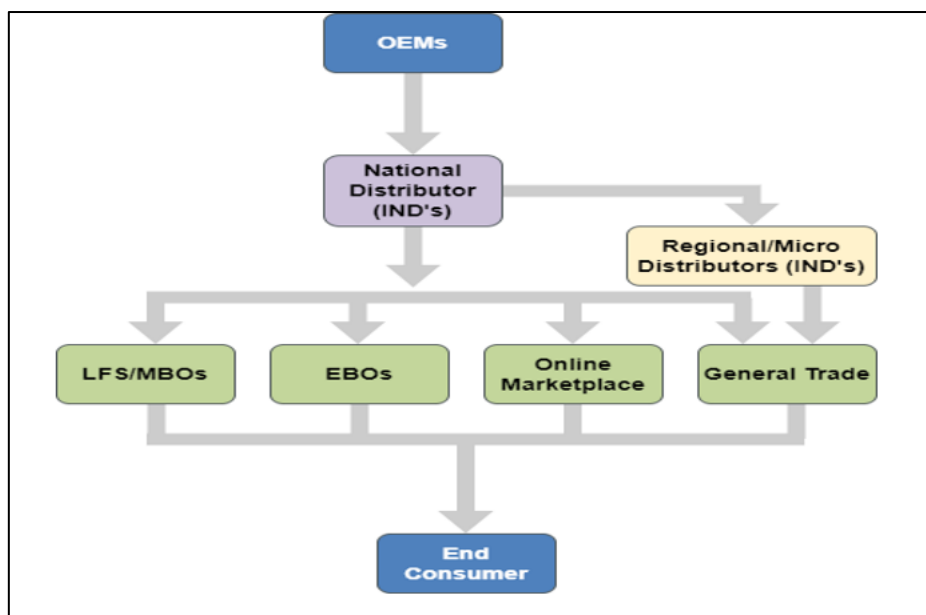 OEMs
National
Distributor
(IND's)
Regional/Micro
Distributors (IND's)
LFS/MBOs
EBOs
Online
Marketplace
General Trade
End
Consumer